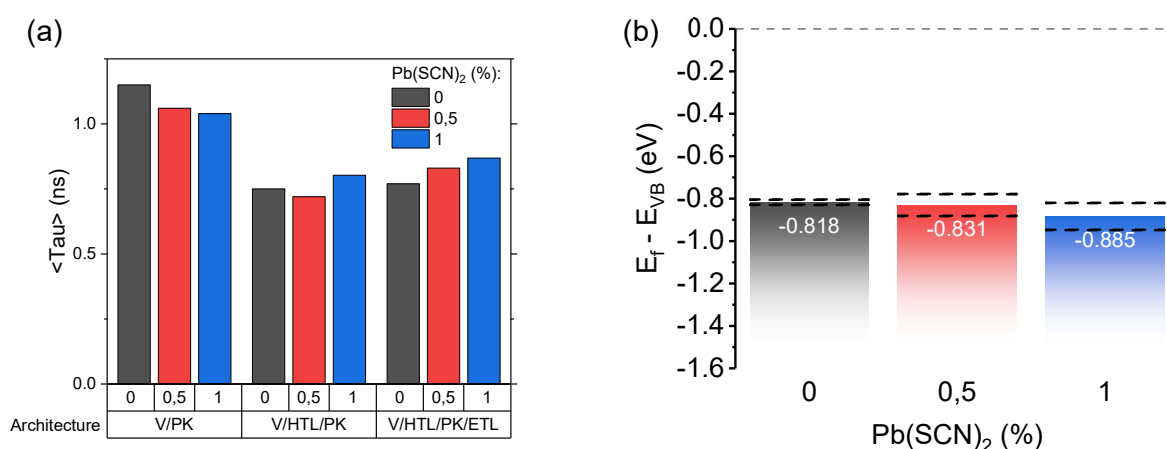 (a)
<Tau> (ns)
1.0
0.5
0.0
Pb(SCN)2 (%):
0
0,5
1
0 0,5 1 0 0,5 1 0 0,5 1
Architecture V/PK V/HTL/PK V/HTL/PK/ETL
(b)
Ef - EVB (eV)
0.0
-0.2
-0.4
-0.6
-0.8
-1.0
-1.2
-1.4
-1.6
-0.818
-0.831
-0.885
0 0,5 1
Pb(SCN)2 (%)